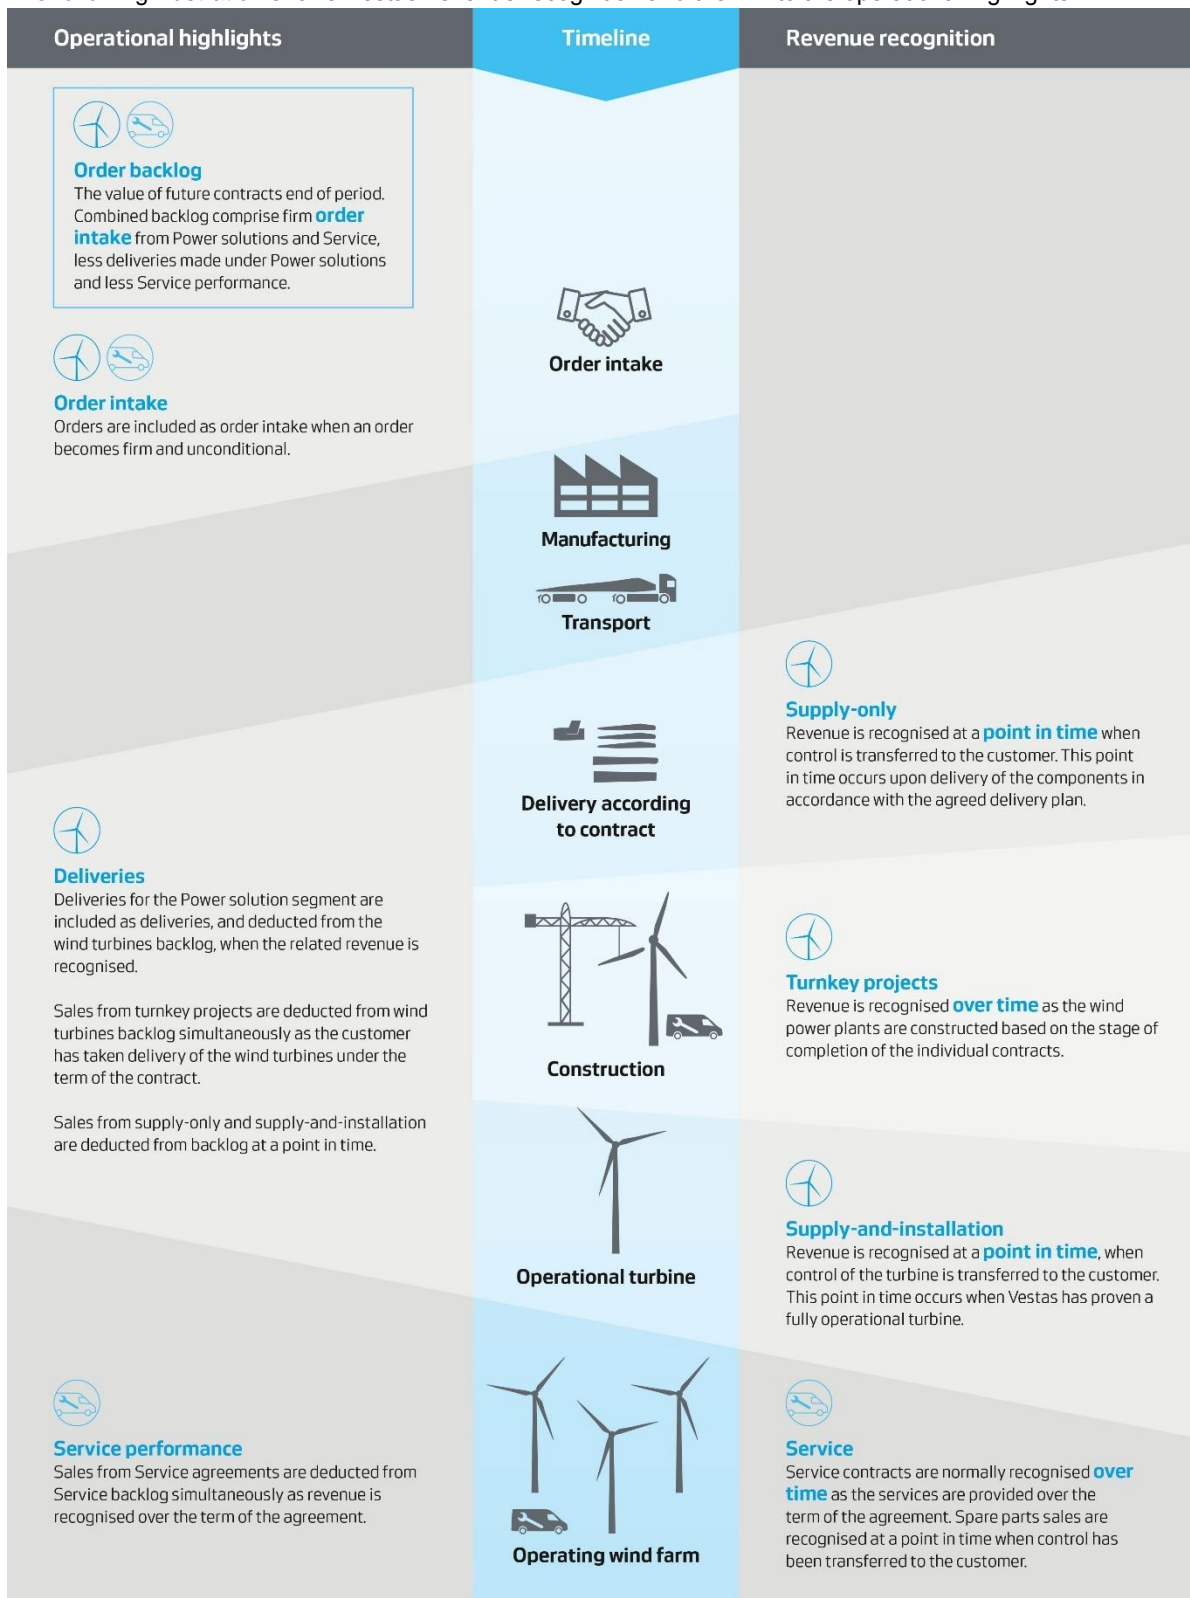 Operational highlights
Timeline
Revenue recognition
Order backlog
The value of future contracts end of period.
Combined backlog comprise firm order
intake from Power solutions and Service,
less deliveries made under Power solutions
and less Service performance.
Order intake
Order intake
Orders are included as order intake when an order
becomes firm and unconditional.
Manufacturing
Transport
Supply-only
Revenue is recognised at a point in time when
control is transferred to the customer. This point
in time occurs upon delivery of the components in
accordance with the agreed delivery plan.
Delivery according
to contract
Deliveries
Deliveries for the Power solution segment are
included as deliveries, and deducted from the
wind turbines backlog, when the related revenue is
recognised.
Sales from turnkey projects are deducted from wind
turbines backlog simultaneously as the customer
has taken delivery of the wind turbines under the
term of the contract.
Sales from supply-only and supply-and-installation
are deducted from backlog at a point in time.
Construction
Turnkey projects
Revenue is recognised over time as the wind
power plants are constructed based on the stage of
completion of the individual contracts.
Operational turbine
Supply-and-installation
Revenue is recognised at a point in time, when
control of the turbine is transferred to the customer.
This point in time occurs when Vestas has proven a
fully operational turbine.
Service performance
Sales from Service agreements are deducted from
Service backlog simultaneously as revenue is
recognised over the term of the agreement.
Operating wind farm
Service
Service contracts are normally recognised over
time as the services are provided over the
term of the agreement. Spare parts sales are
recognised at a point in time when control has
been transferred to the customer.